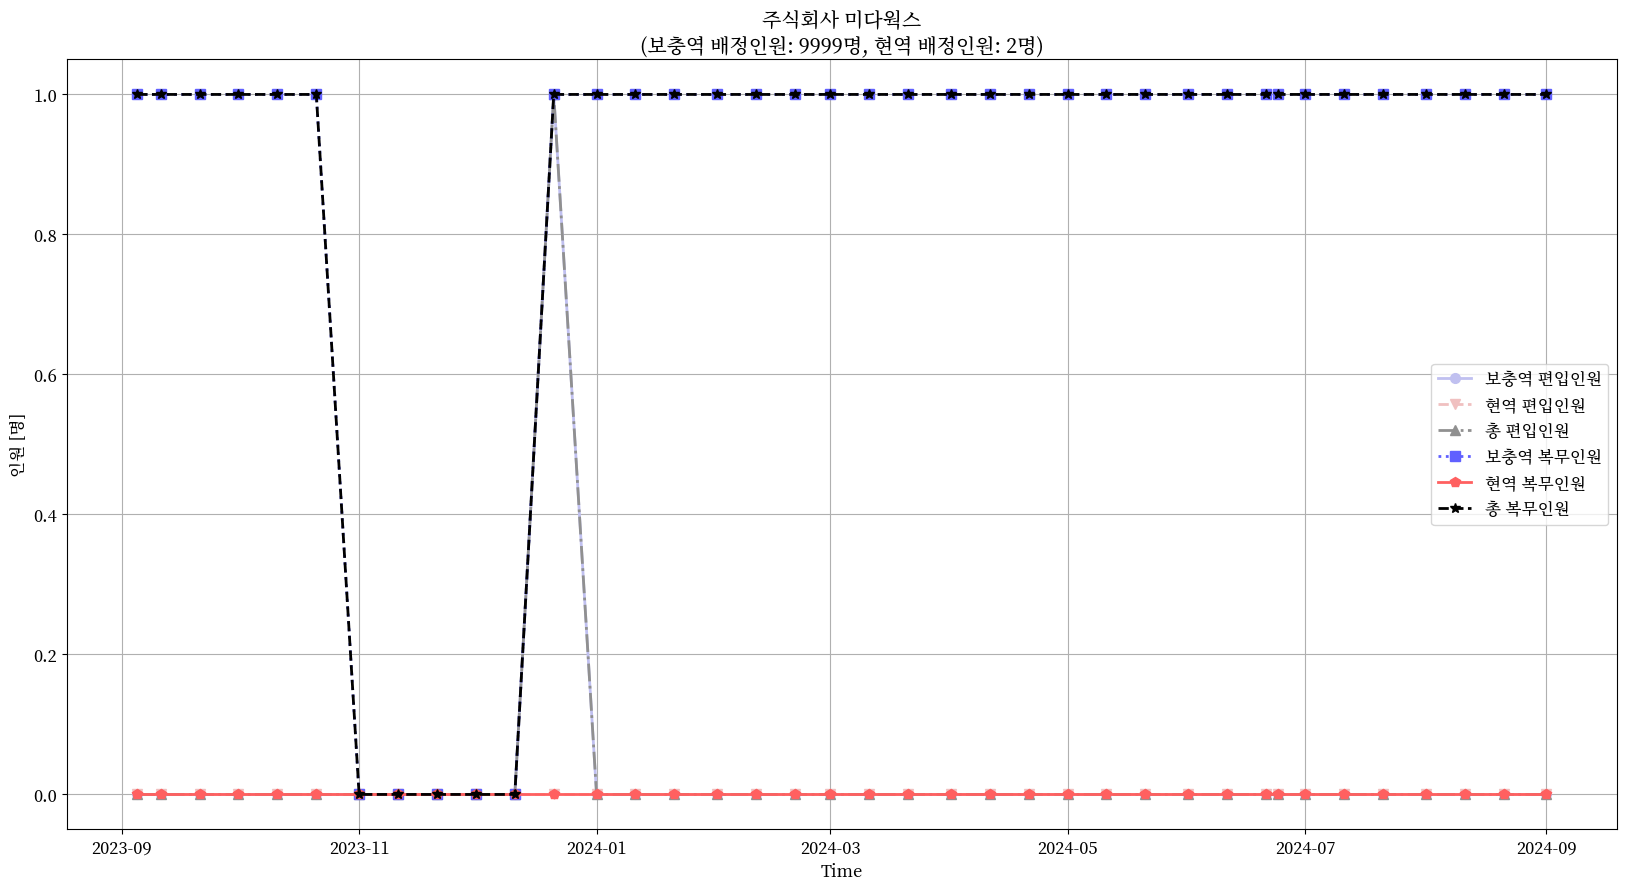 주식회사 미다웍스
(보충역 배정인원: 9999명, 현역 배정인원: 2명)
1.0
0.8
0.6
0.4
0.2
0.0
인원 [명]
보충역 편입인원
현역 편입인원
총 편입인원
보충역 복무인원
현역 복무인원
총 복무인원
2023-09
2023-11
2024-01
2024-03
2024-05
2024-07
2024-09
Time